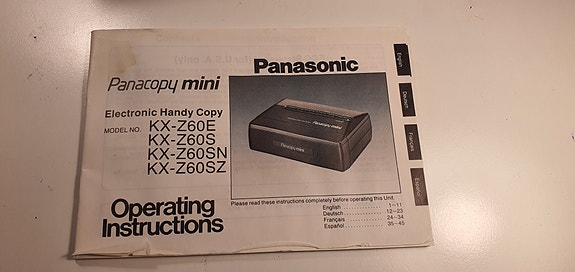 Panacopy mini
Panasonic
Electronic Handy Copy
MODEL NO. KX-Z60E
KX-Z60S
KX-Z60SN
KX-Z60SZ
Panacopy mini
Panacopy mini
Operating
Instructions
Please read these instructions completely before operating this Unit.
English 1–11
Deutsch 12–23
Français 24–34
Español 35–45
English
Deutsch
Français
Español